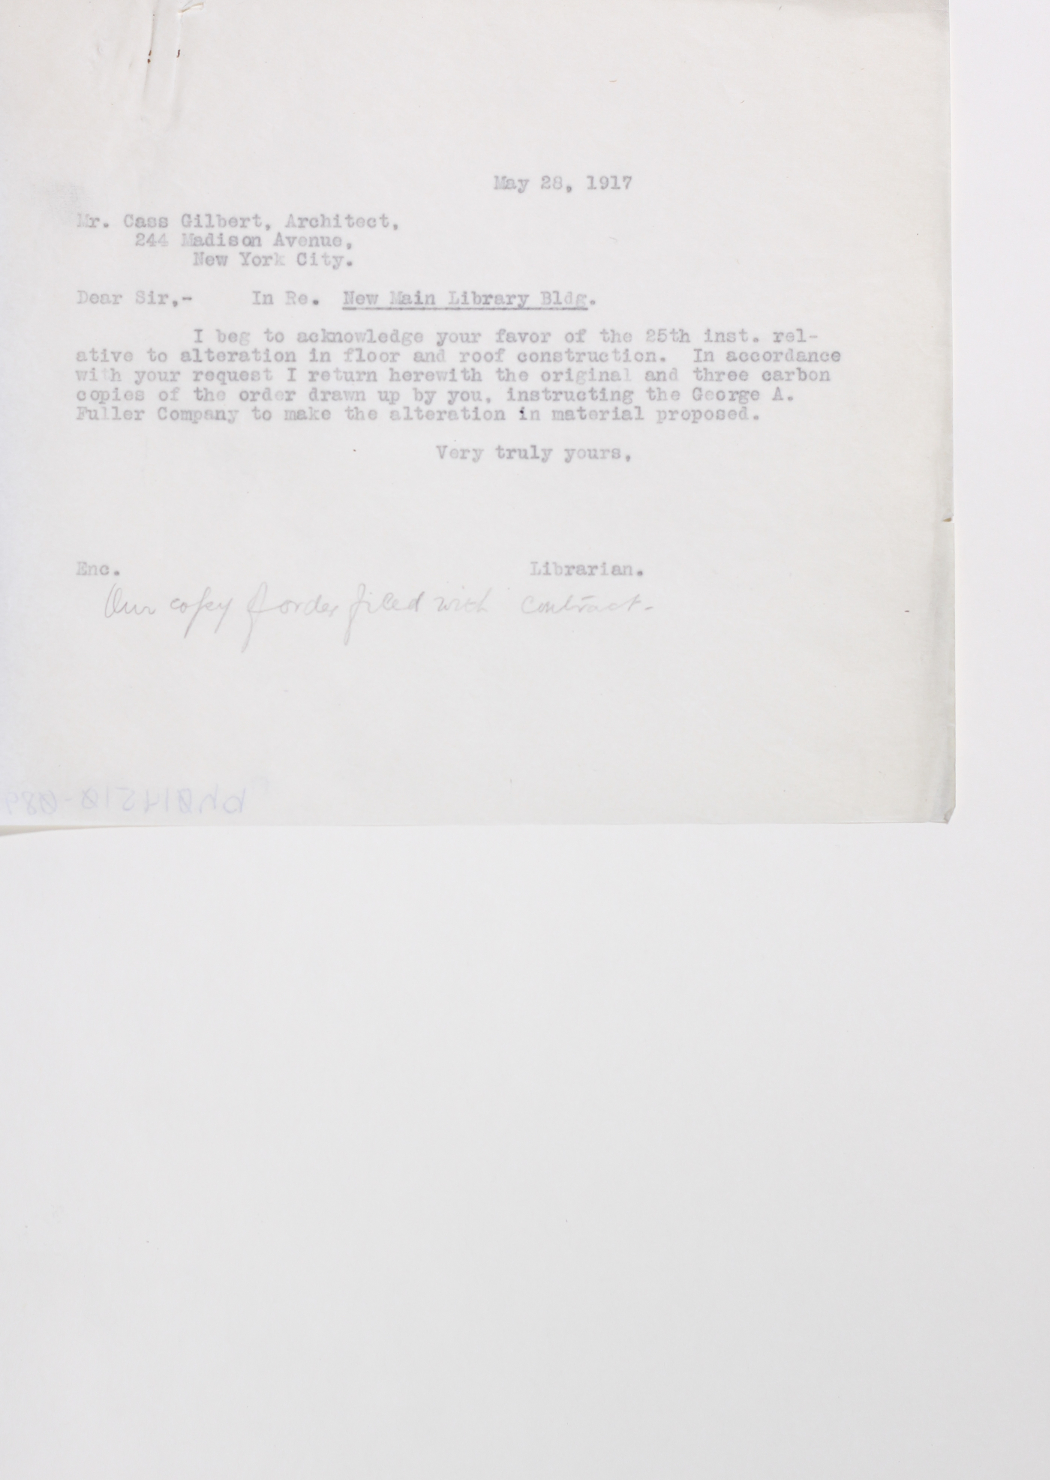 May 28, 1917
Mr. Cass Gilbert, Architect,
244 Madison Avenue,
New York City.
Dear Sir,- In Re. New Main Library Bldg.
I beg to acknowledge your favor of the 25th inst. rel-
ative to alteration in floor and roof construction. In accordance
with your request I return herewith the original and three carbon
copies of the order drawn up by you, instructing the George A.
Fuller Company to make the alteration in material proposed.
Very truly yours,
Enc. Librarian.
Our copy of order filed with contract-